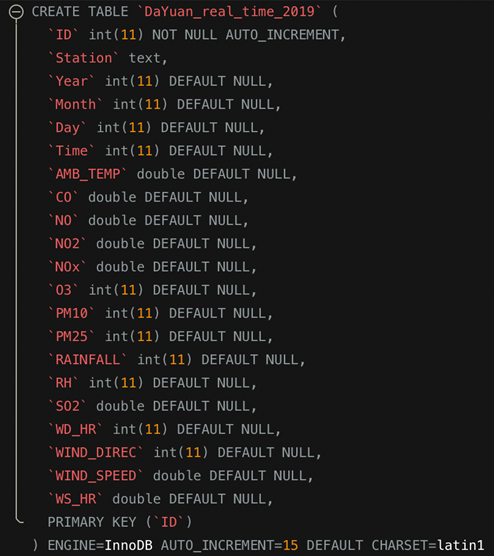 CREATE TABLE `DaYuan_real_time_2019` (
`ID` int(11) NOT NULL AUTO_INCREMENT,
`Station` text,
`Year` int(11) DEFAULT NULL,
`Month` int(11) DEFAULT NULL,
`Day` int(11) DEFAULT NULL,
`Time` int(11) DEFAULT NULL,
`AMB_TEMP` double DEFAULT NULL,
`CO` double DEFAULT NULL,
`NO` double DEFAULT NULL,
`NO2` double DEFAULT NULL,
`NOx` double DEFAULT NULL,
`O3` int(11) DEFAULT NULL,
`PM10` int(11) DEFAULT NULL,
`PM25` int(11) DEFAULT NULL,
`RAINFALL` int(11) DEFAULT NULL,
`RH` int(11) DEFAULT NULL,
`SO2` double DEFAULT NULL,
`WD_HR` int(11) DEFAULT NULL,
`WIND_DIREC` int(11) DEFAULT NULL,
`WIND_SPEED` double DEFAULT NULL,
`WS_HR` double DEFAULT NULL,
PRIMARY KEY (`ID`)
) ENGINE=InnoDB AUTO_INCREMENT=15 DEFAULT CHARSET=latin1